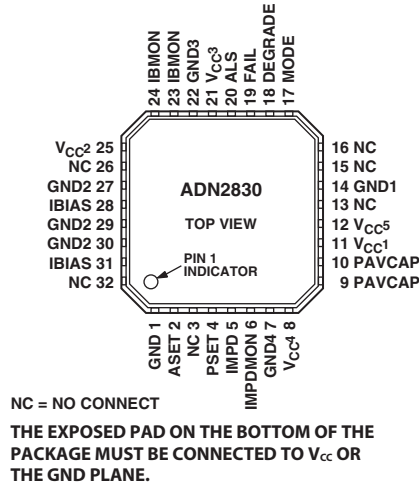 24 IBMON
23 IBMON
22 GND3
21 VCC3
20 ALS
19 FAIL
18 DEGRADE
17 MODE
VCC2 25
NC 26
GND2 27
IBIAS 28
GND2 29
GND2 30
IBIAS 31
NC 32
ADN2830
TOP VIEW
PIN 1
INDICATOR
16 NC
15 NC
14 GND1
13 NC
12 VCC5
11 VCC1
10 PAVCAP
9 PAVCAP
GND 1
ASET 2
NC 3
PSET 4
IMPD 5
IMPDMON 6
GND4 7
VCC4 8
NC = NO CONNECT
THE EXPOSED PAD ON THE BOTTOM OF THE
PACKAGE MUST BE CONNECTED TO VCC OR
THE GND PLANE.